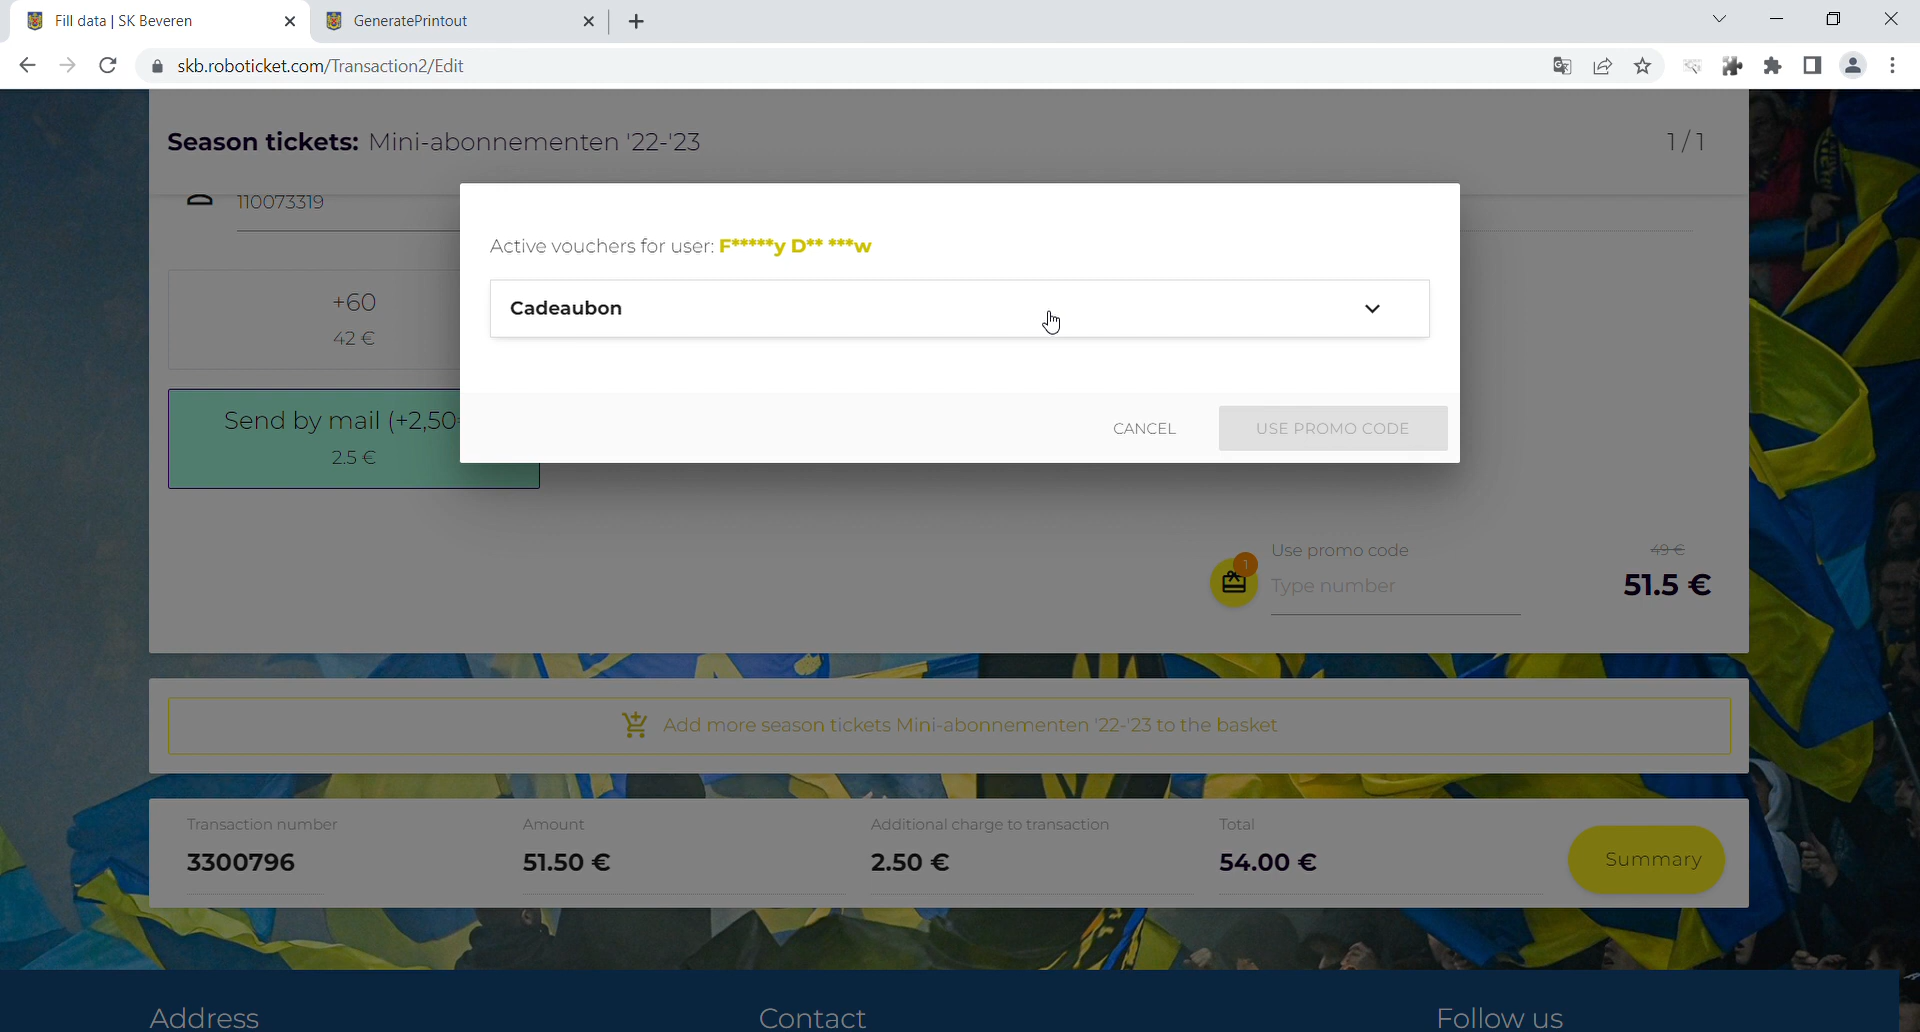 Fill data | SK Beveren
GeneratePrintout
skb.roboticket.com/Transaction2/Edit
Season tickets: Mini-abonnementen '22-'23
1 / 1
110073319
Active vouchers for user: F*****y D** ***w
Cadeaubon
+60
42 €
Send by mail (+2,50
2.5 €
CANCEL
USE PROMO CODE
1
Use promo code
Type number
49 €
51.5 €
Add more season tickets Mini-abonnementen '22-'23 to the basket
Transaction number
Amount
Additional charge to transaction
Total
3300796
51.50 €
2.50 €
54.00 €
Summary
Address
Contact
Follow us